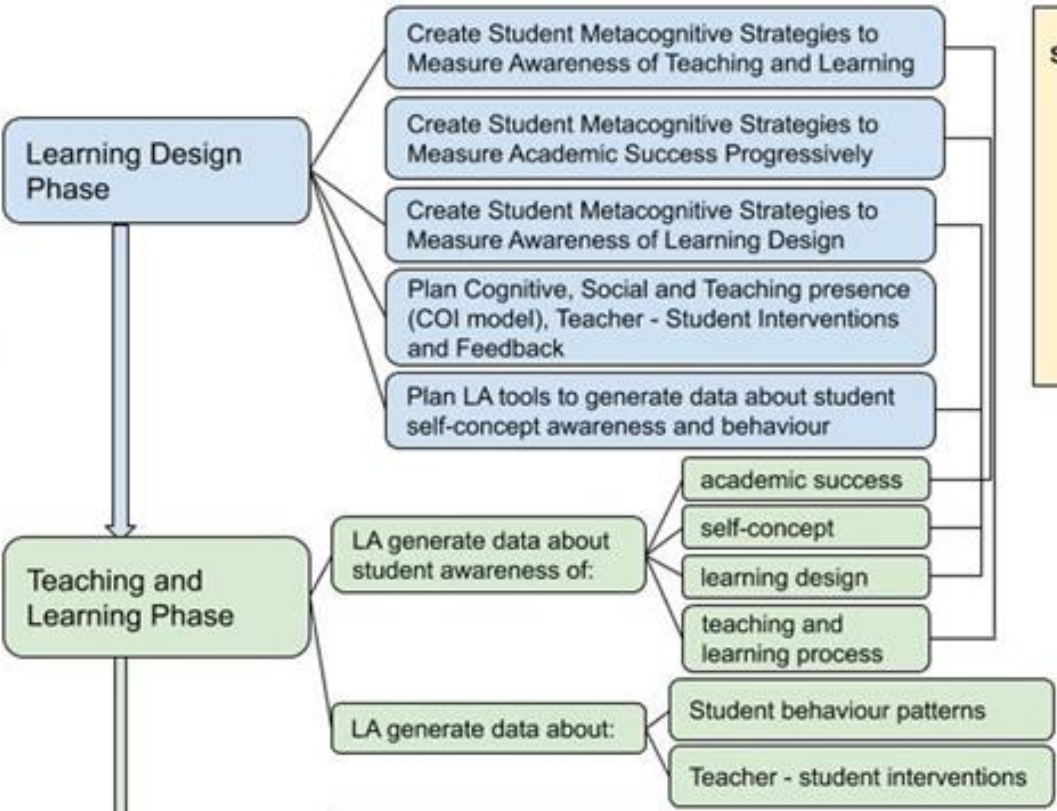 Create Student Metacognitive Strategies to
Measure Awareness of Teaching and Learning
Create Student Metacognitive Strategies to
Measure Academic Success Progressively
Learning Design
Phase
Create Student Metacognitive Strategies to
Measure Awareness of Learning Design
Plan Cognitive, Social and Teaching presence
(COI model), Teacher - Student Interventions
and Feedback
Plan LA tools to generate data about student
self-concept awareness and behaviour
Teaching and
Learning Phase
LA generate data about
student awareness of:
academic success
self-concept
learning design
teaching and
learning process
LA generate data about:
Student behaviour patterns
Teacher - student interventions